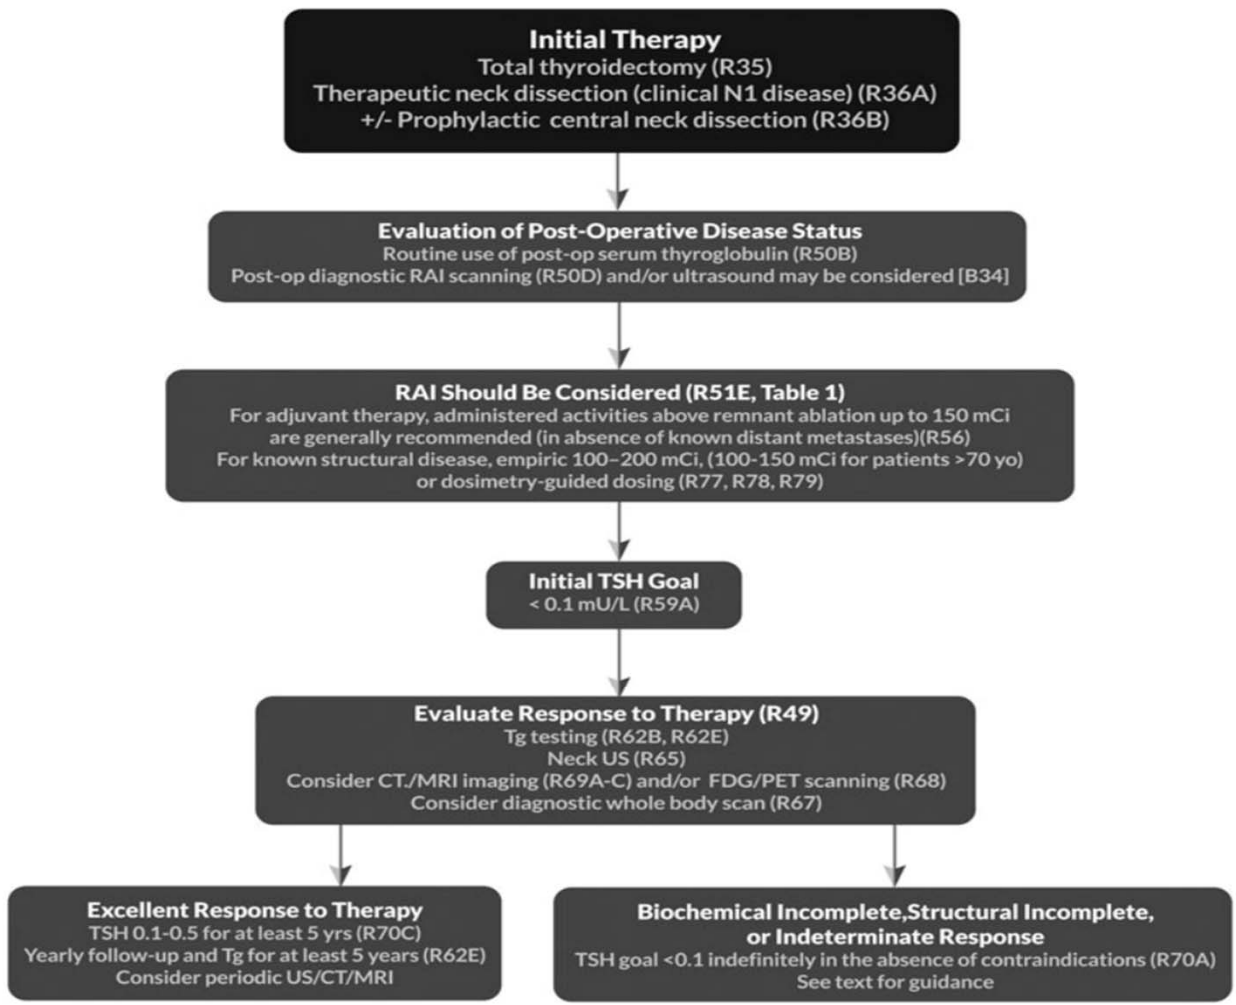 Initial Therapy
Total thyroidectomy (R35)
Therapeutic neck dissection (clinical N1 disease) (R36A)
+/- Prophylactic central neck dissection (R36B)
Evaluation of Post-Operative Disease Status
Routine use of post-op serum thyroglobulin (R50B)
Post-op diagnostic RAI scanning (R50D) and/or ultrasound may be considered [B34]
RAI Should Be Considered (R51E, Table 1)
For adjuvant therapy, administered activities above remnant ablation up to 150 mCi
are generally recommended (in absence of known distant metastases)(R56)
For known structural disease, empiric 100–200 mCi, (100-150 mCi for patients >70 yo)
or dosimetry-guided dosing (R77, R78, R79)
Initial TSH Goal
< 0.1 mU/L (R59A)
Evaluate Response to Therapy (R49)
Tg testing (R62B, R62E)
Neck US (R65)
Consider CT./MRI imaging (R69A-C) and/or FDG/PET scanning (R68)
Consider diagnostic whole body scan (R67)
Excellent Response to Therapy
TSH 0.1-0.5 for at least 5 yrs (R70C)
Yearly follow-up and Tg for at least 5 years (R62E)
Consider periodic US/CT/MRI
Biochemical Incomplete,Structural Incomplete,
or Indeterminate Response
TSH goal <0.1 indefinitely in the absence of contraindications (R70A)
See text for guidance